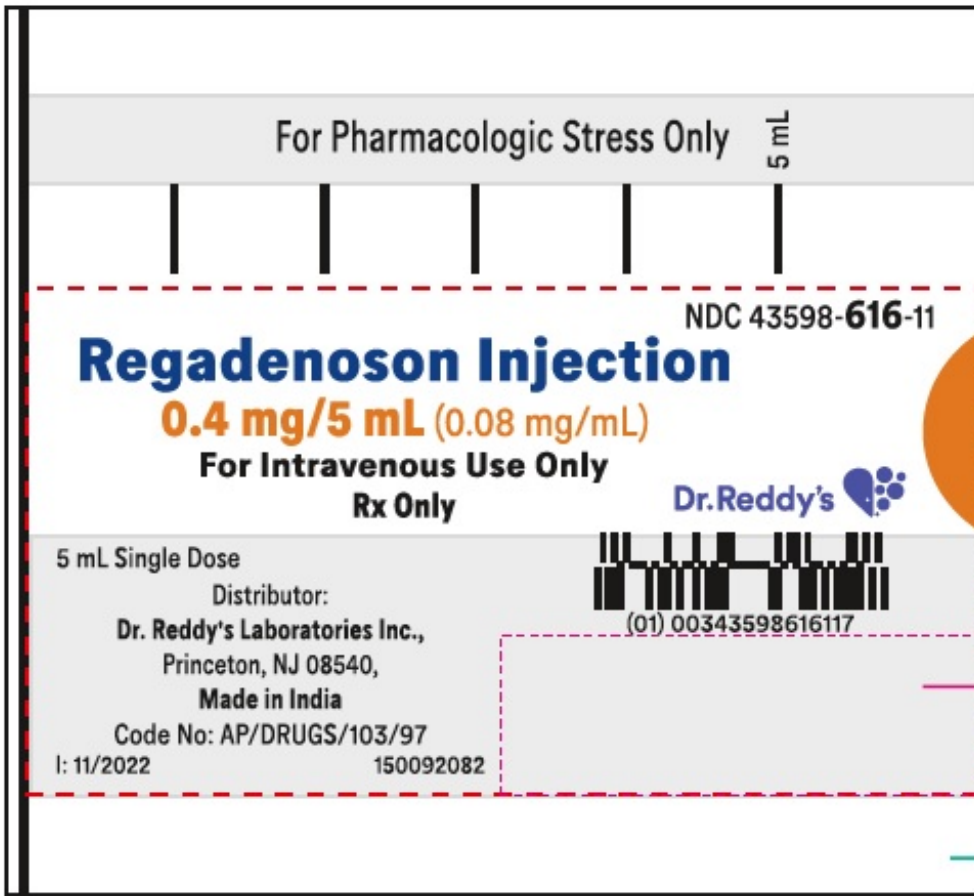 For Pharmacologic Stress Only
5 mL
NDC 43598-616-11
Regadenoson Injection
0.4 mg/5 mL (0.08 mg/mL)
For Intravenous Use Only
Rx Only
Dr.Reddy's
5 mL Single Dose
Distributor:
Dr. Reddy's Laboratories Inc.,
Princeton, NJ 08540,
Made in India
Code No: AP/DRUGS/103/97
I: 11/2022 150092082
(01) 00343598616117